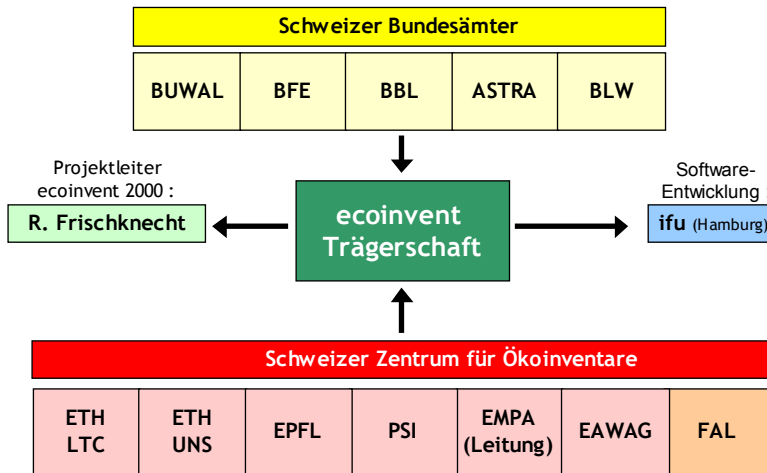 Schweizer Bundesämter
BUWAL BFE BBL ASTRA BLW
Projektleiter
ecoinvent 2000 :
R. Frischknecht
ecoinvent
Trägerschaft
Software-
Entwicklung :
ifu (Hamburg)
Schweizer Zentrum für Ökoinventare
ETH
LTC
ETH
UNS
EPFL
PSI
EMPA
(Leitung)
EAWAG
FAL